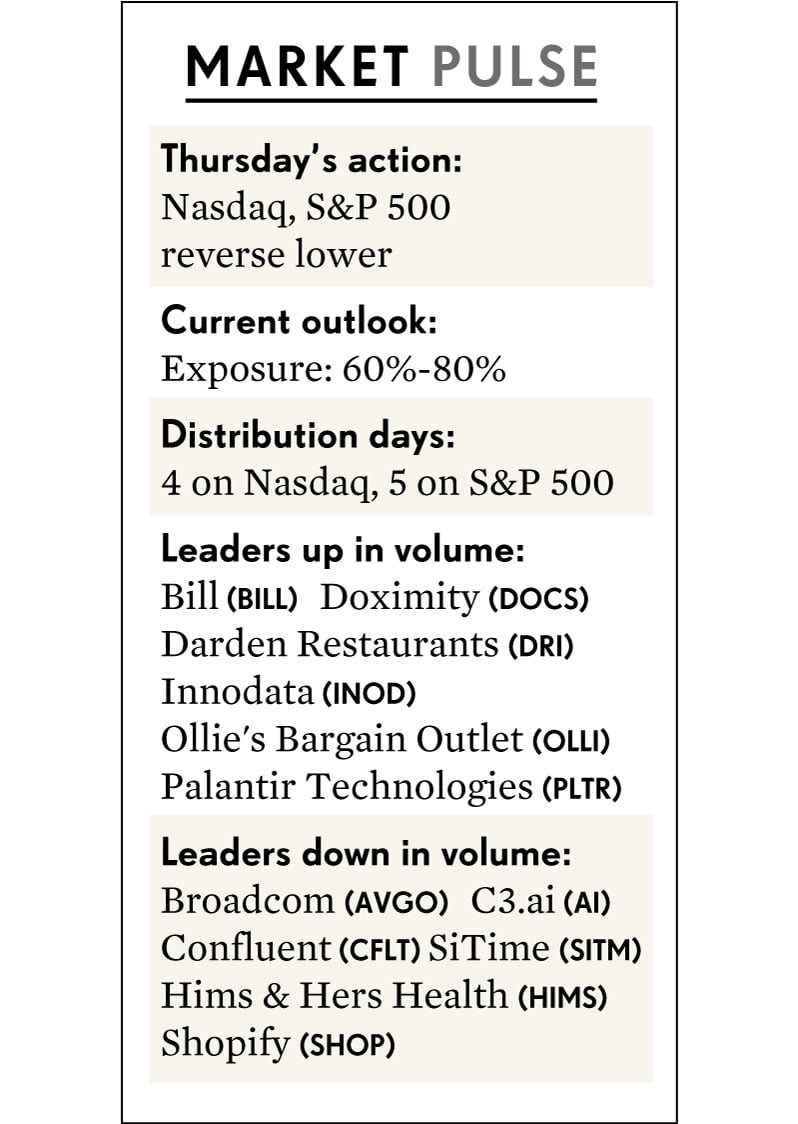 MARKET PULSE
Thursday's action:
Nasdaq, S&P 500
reverse lower
Current outlook:
Exposure: 60%-80%
Distribution days:
4 on Nasdaq, 5 on S&P 500
Leaders up in volume:
Bill (BILL) Doximity (DOCS)
Darden Restaurants (DRI)
Innodata (INOD)
Ollie's Bargain Outlet (OLLI)
Palantir Technologies (PLTR)
Leaders down in volume:
Broadcom (AVGO) C3.ai (AI)
Confluent (CFLT) SiTime (SITM)
Hims & Hers Health (HIMS)
Shopify (SHOP)